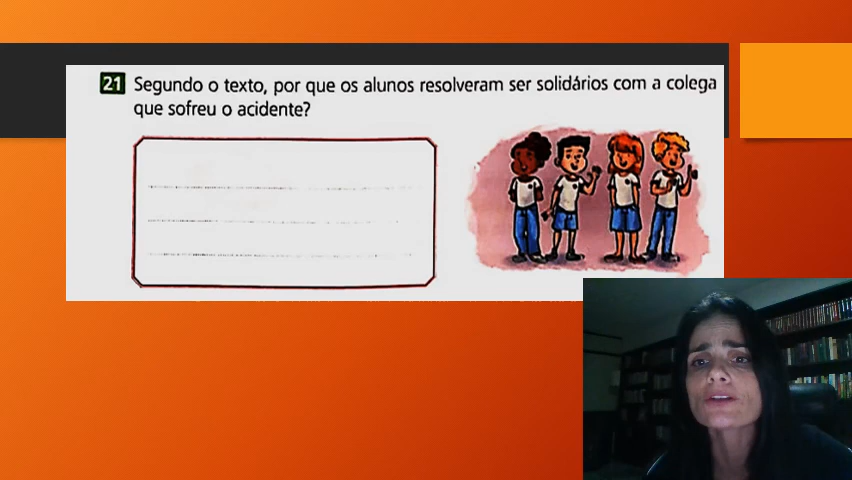 21 Segundo o texto, por que os alunos resolveram ser solidários com a colega
que sofreu o acidente?